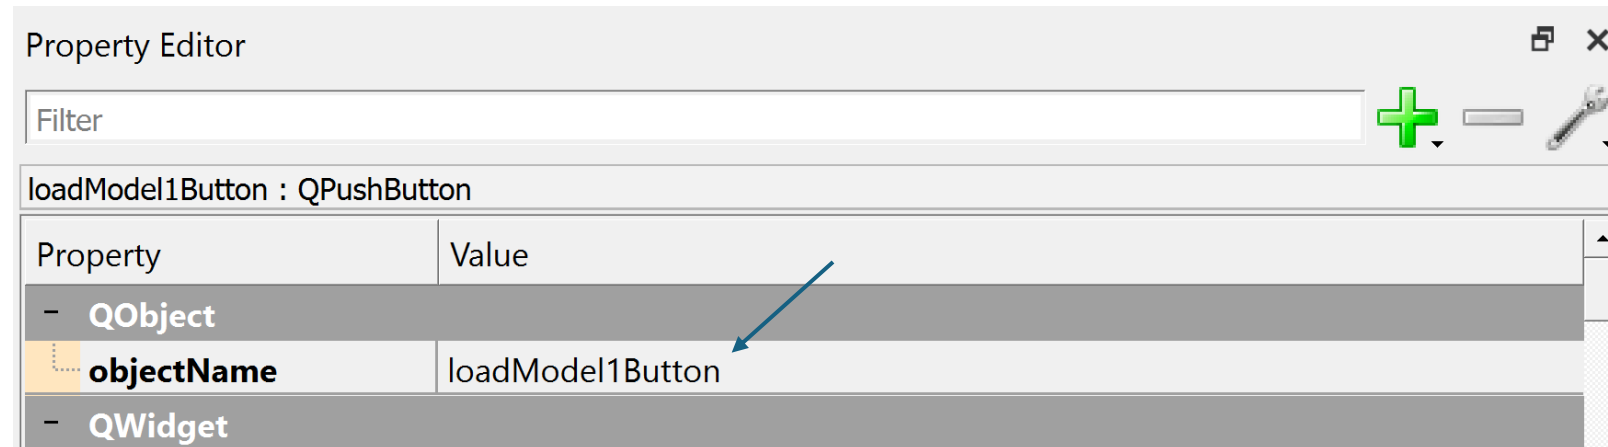 Property Editor
Filter
loadModel1Button : QPushButton
Property Value
QObject
objectName loadModel1Button
QWidget